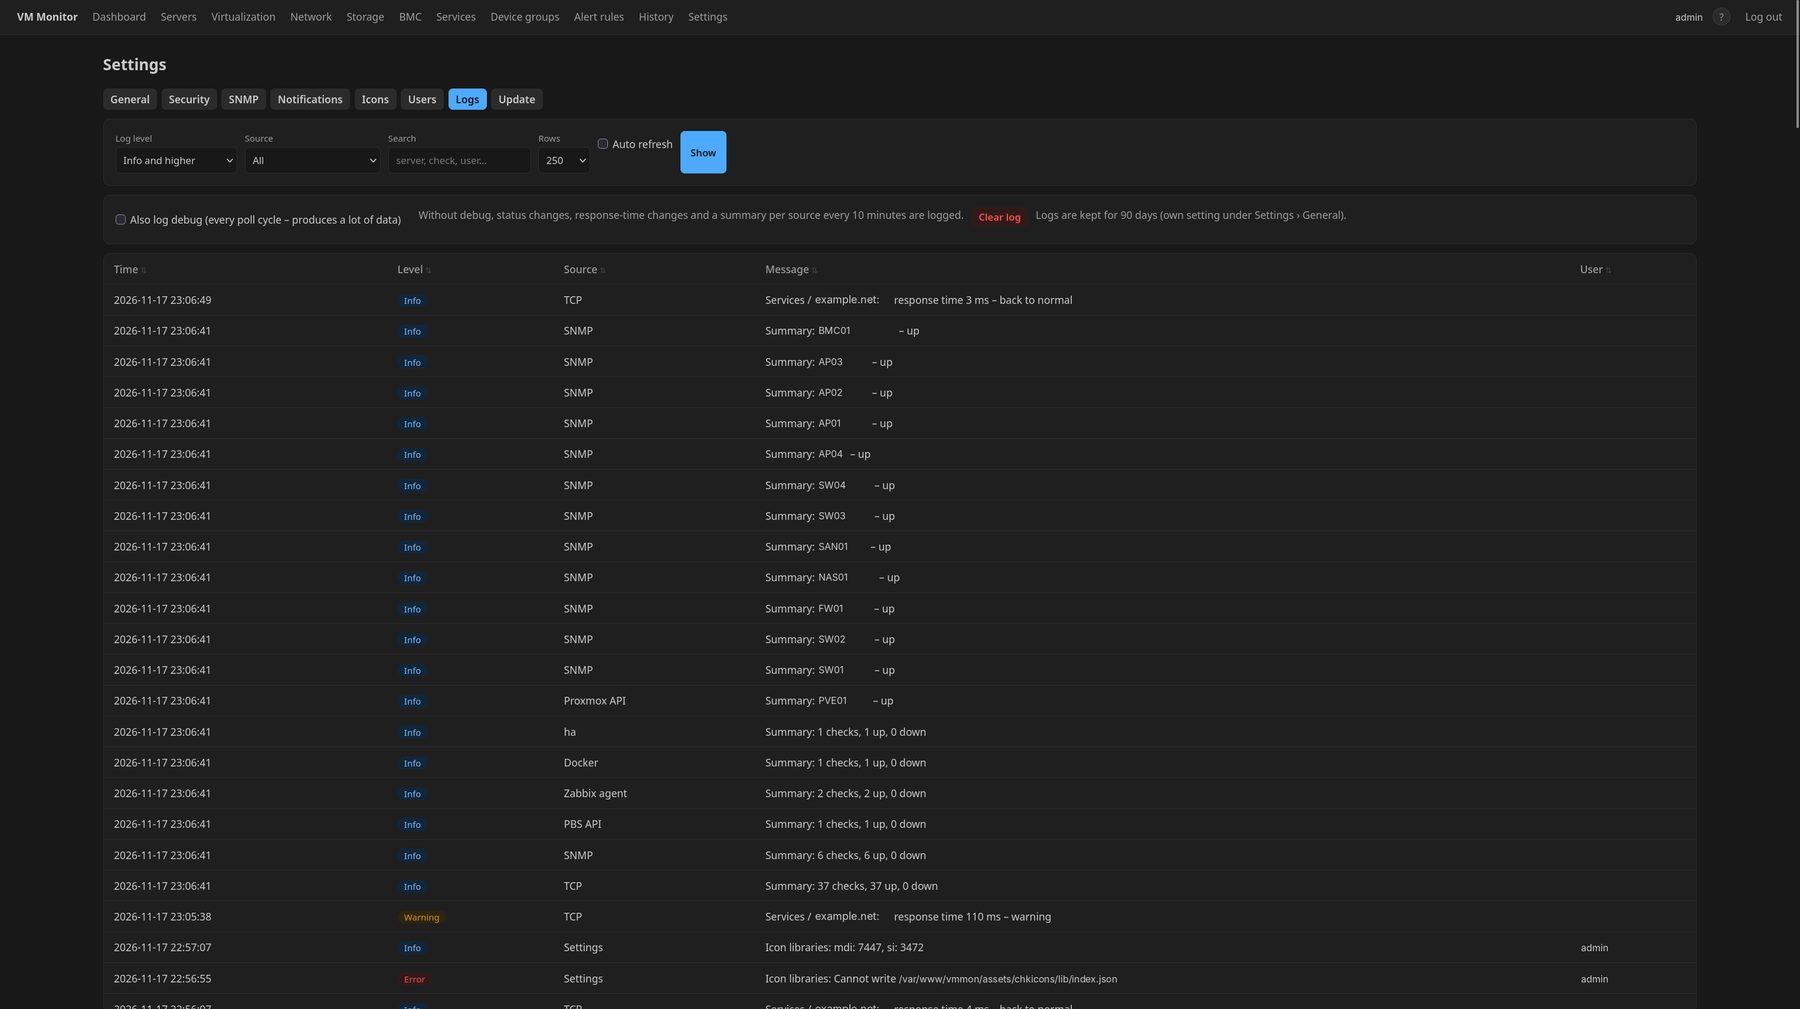 VM Monitor Dashboard Servers Virtualization Network Storage BMC Services Device groups Alert rules History Settings admin ? Log out
Settings
General Security SNMP Notifications Icons Users Logs Update
Log level Source Search Rows
Info and higher All server, check, user... 250 Auto refresh Show
Also log debug (every poll cycle – produces a lot of data) Without debug, status changes, response-time changes and a summary per source every 10 minutes are logged. Clear log Logs are kept for 90 days (own setting under Settings › General).
Time Level Source Message User
2026-11-17 23:06:49 Info TCP Services / example.net: response time 3 ms – back to normal
2026-11-17 23:06:41 Info SNMP Summary: BMC01 – up
2026-11-17 23:06:41 Info SNMP Summary: AP03 – up
2026-11-17 23:06:41 Info SNMP Summary: AP02 – up
2026-11-17 23:06:41 Info SNMP Summary: AP01 – up
2026-11-17 23:06:41 Info SNMP Summary: AP04 – up
2026-11-17 23:06:41 Info SNMP Summary: SW04 – up
2026-11-17 23:06:41 Info SNMP Summary: SW03 – up
2026-11-17 23:06:41 Info SNMP Summary: SAN01 – up
2026-11-17 23:06:41 Info SNMP Summary: NAS01 – up
2026-11-17 23:06:41 Info SNMP Summary: FW01 – up
2026-11-17 23:06:41 Info SNMP Summary: SW02 – up
2026-11-17 23:06:41 Info SNMP Summary: SW01 – up
2026-11-17 23:06:41 Info Proxmox API Summary: PVE01 – up
2026-11-17 23:06:41 Info ha Summary: 1 checks, 1 up, 0 down
2026-11-17 23:06:41 Info Docker Summary: 1 checks, 1 up, 0 down
2026-11-17 23:06:41 Info Zabbix agent Summary: 2 checks, 2 up, 0 down
2026-11-17 23:06:41 Info PBS API Summary: 1 checks, 1 up, 0 down
2026-11-17 23:06:41 Info SNMP Summary: 6 checks, 6 up, 0 down
2026-11-17 23:06:41 Info TCP Summary: 37 checks, 37 up, 0 down
2026-11-17 23:05:38 Warning TCP Services / example.net: response time 110 ms – warning
2026-11-17 22:57:07 Info Settings Icon libraries: mdi: 7447, si: 3472 admin
2026-11-17 22:56:55 Error Settings Icon libraries: Cannot write /var/www/vmmon/assets/chkicons/lib/index.json admin
2026-11-17 22:56:07 Info TCP Services / example.net: response time 4 ms – back to normal